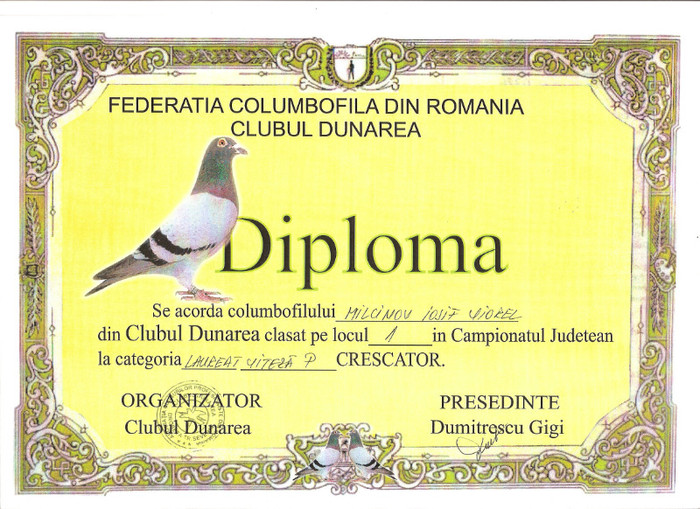 FEDERATIA COLUMBOFILA DIN ROMANIA
CLUBUL DUNAREA
Diploma
Se acorda columbofilului MILCINOV IOSIF VIOREL
din Clubul Dunarea clasat pe locul 1 in Campionatul Judetean
la categoria LAUREAT VITEZĂ P CRESCATOR.
ORGANIZATOR
Clubul Dunarea
PRESEDINTE
Dumitrescu Gigi